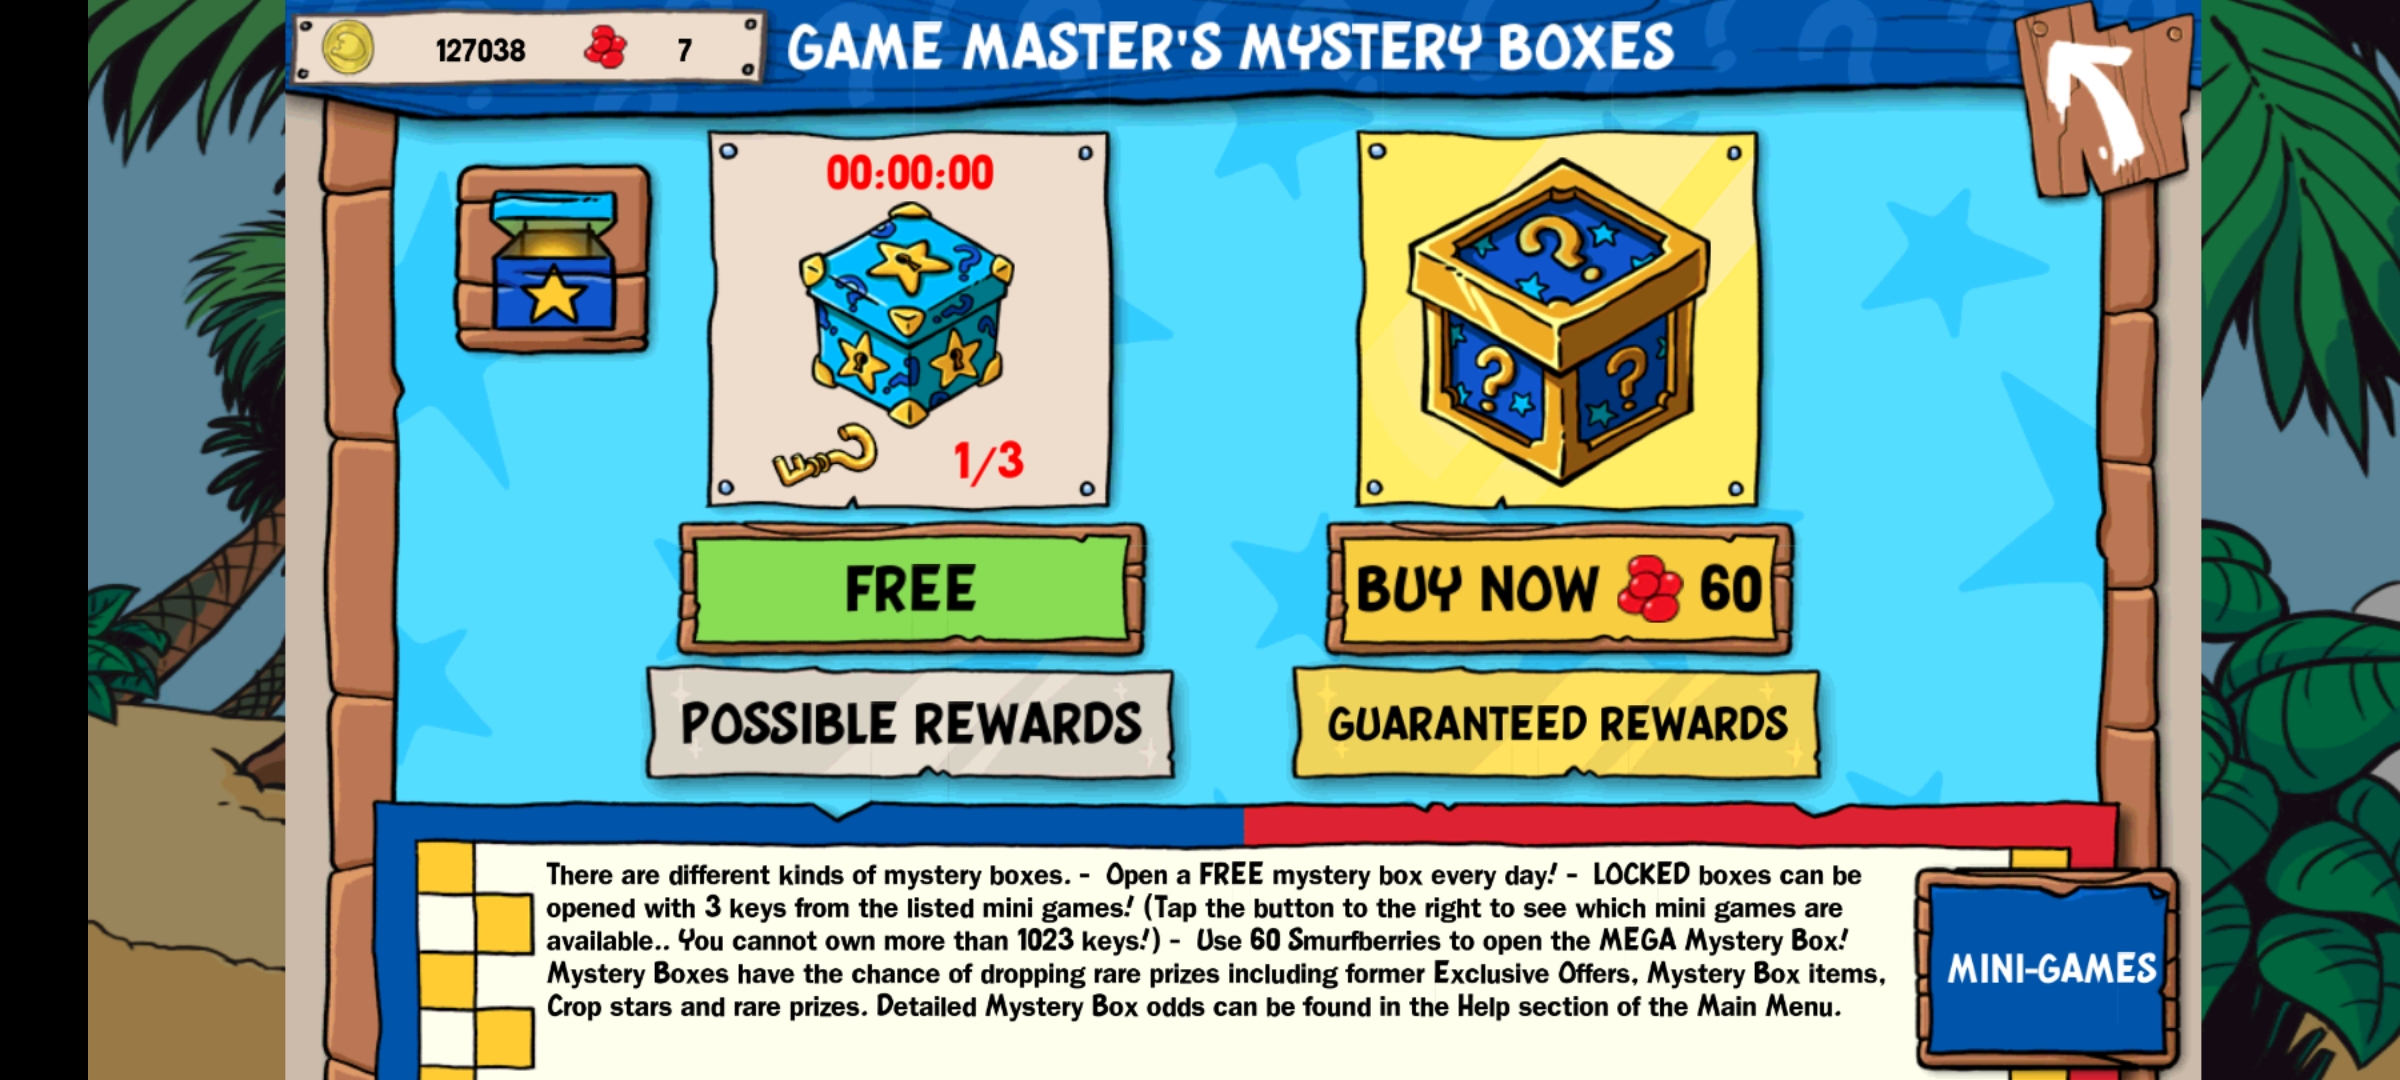 127038 7
GAME MASTER'S MYSTERY BOXES
00:00:00
1/3
FREE
BUY NOW 60
POSSIBLE REWARDS
GUARANTEED REWARDS
There are different kinds of mystery boxes. - Open a FREE mystery box every day! - LOCKED boxes can be
opened with 3 keys from the listed mini games! (Tap the button to the right to see which mini games are
available.. You cannot own more than 1023 keys!) - Use 60 Smurfberries to open the MEGA Mystery Box!
Mystery Boxes have the chance of dropping rare prizes including former Exclusive Offers, Mystery Box items,
Crop stars and rare prizes. Detailed Mystery Box odds can be found in the Help section of the Main Menu.
MINI-GAMES